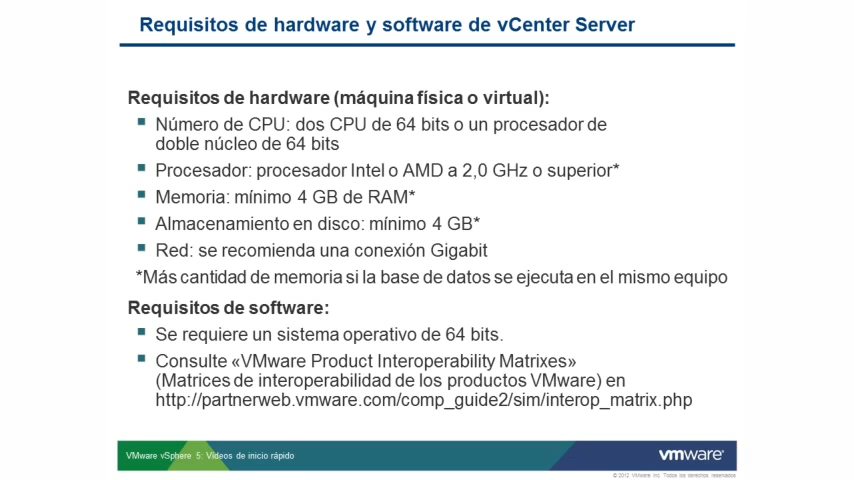 Requisitos de hardware y software de vCenter Server
Requisitos de hardware (máquina física o virtual):
Número de CPU: dos CPU de 64 bits o un procesador de
doble núcleo de 64 bits
Procesador: procesador Intel o AMD a 2,0 GHz o superior*
Memoria: mínimo 4 GB de RAM*
Almacenamiento en disco: mínimo 4 GB*
Red: se recomienda una conexión Gigabit
*Más cantidad de memoria si la base de datos se ejecuta en el mismo equipo
Requisitos de software:
Se requiere un sistema operativo de 64 bits.
Consulte «VMware Product Interoperability Matrixes»
(Matrices de interoperabilidad de los productos VMware) en
http://partnerweb.vmware.com/comp_guide2/sim/interop_matrix.php
VMware vSphere 5: Vídeos de inicio rápido
vmware®
© 2012 VMware Inc. Todos los derechos reservados